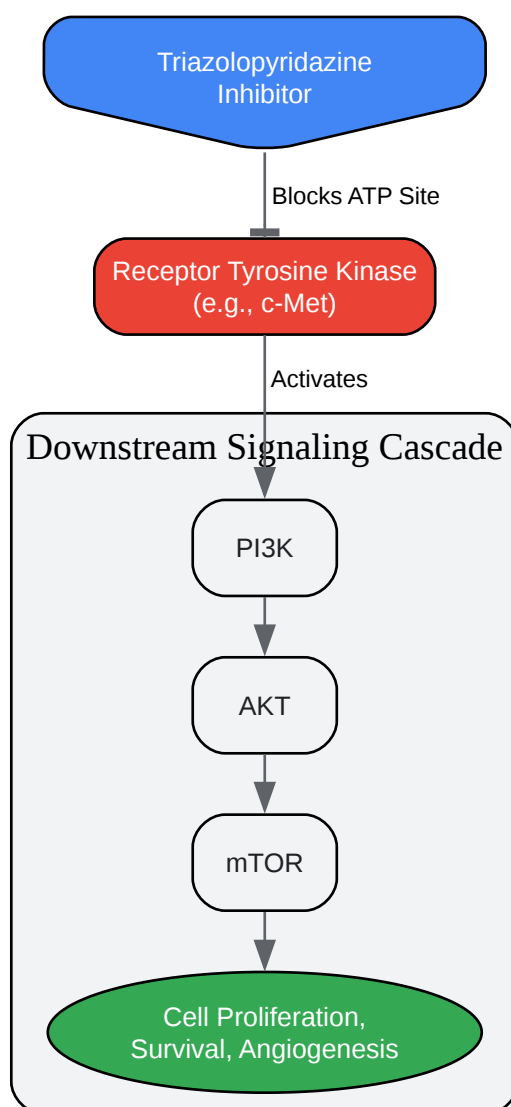 Triazolopyridazine
Inhibitor
Blocks ATP Site
Receptor Tyrosine Kinase
(e.g., c-Met)
Activates
Downstream Signaling Cascade
PI3K
AKT
mTOR
Cell Proliferation,
Survival, Angiogenesis